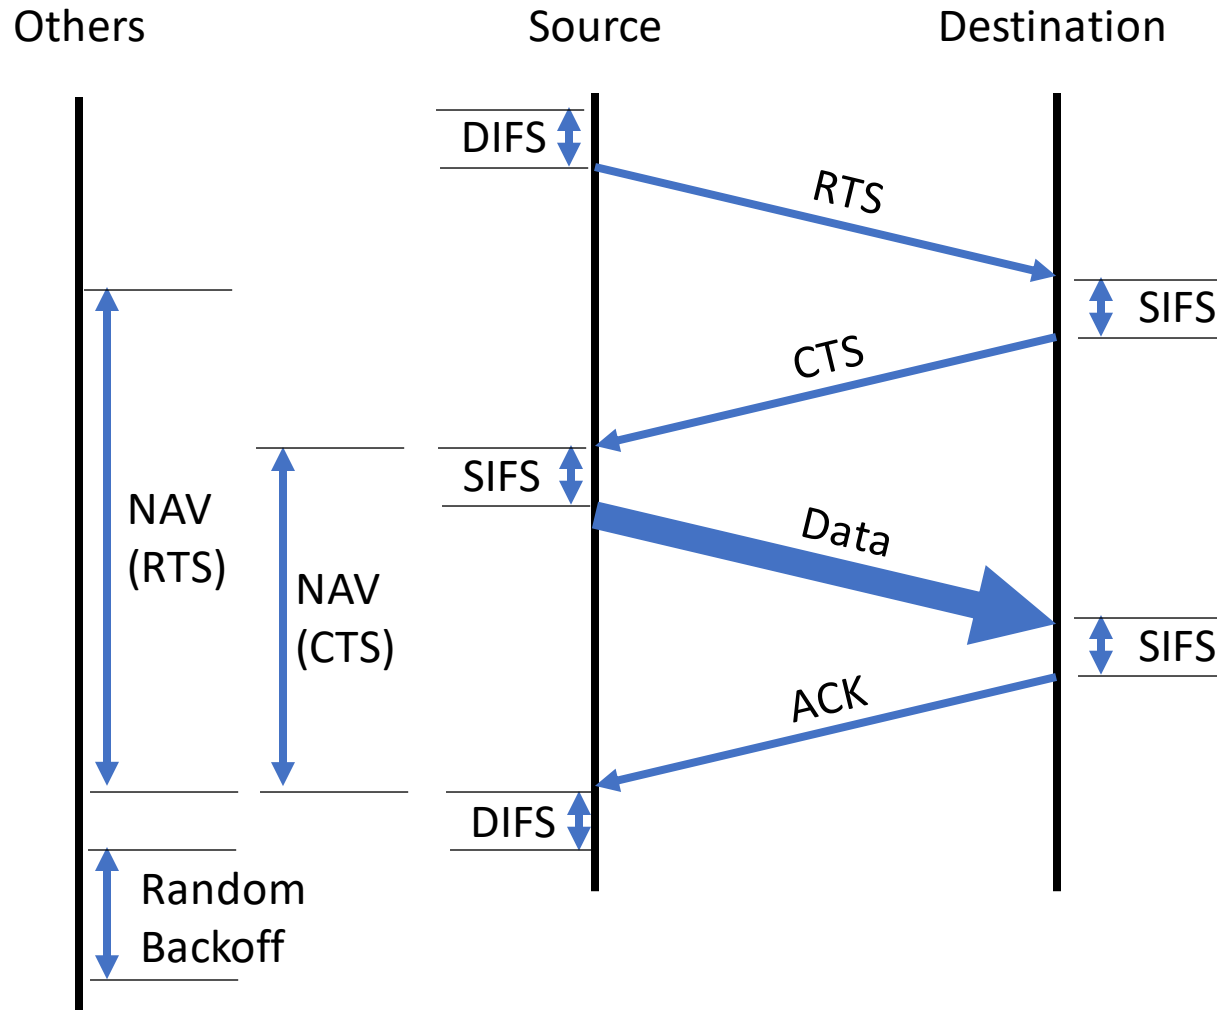 Others
Source
Destination
DIFS
RTS
SIFS
CTS
SIFS
NAV
(RTS)
Data
NAV
(CTS)
SIFS
ACK
DIFS
Random
Backoff